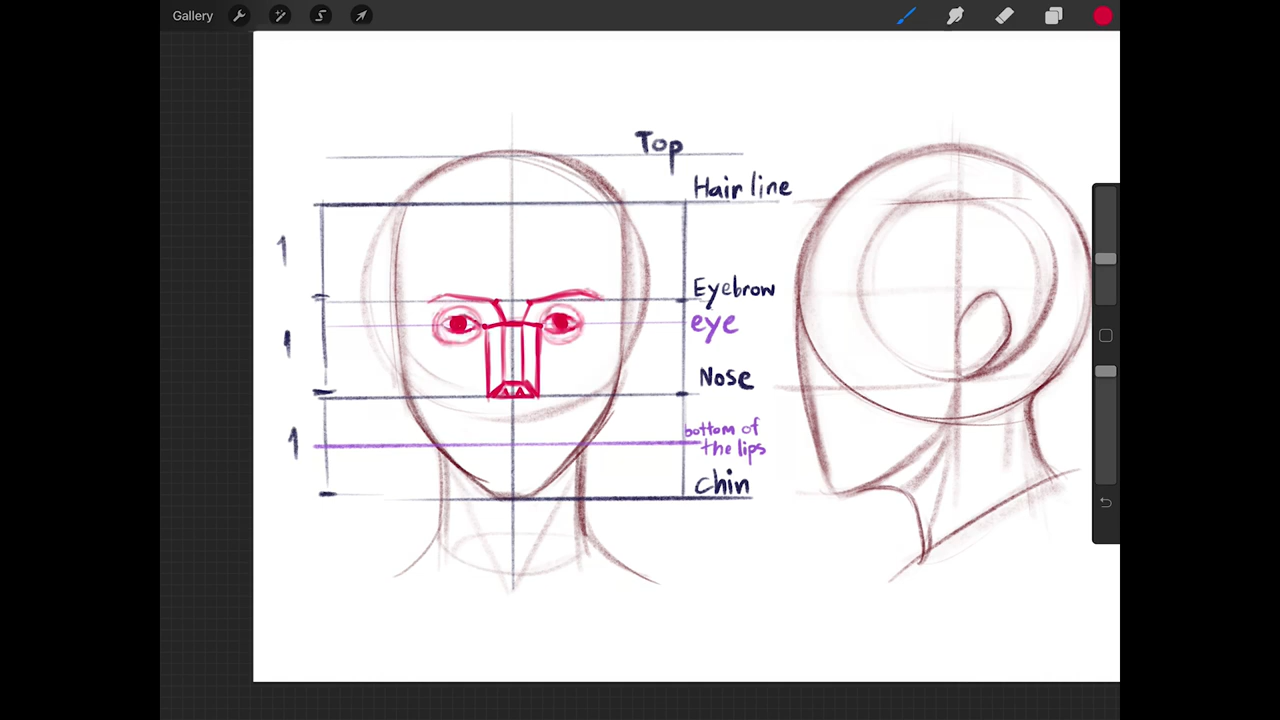 Gallery
Top
Hair line
1
Eyebrow
eye
1
Nose
bottom of
the lips
1
Chin